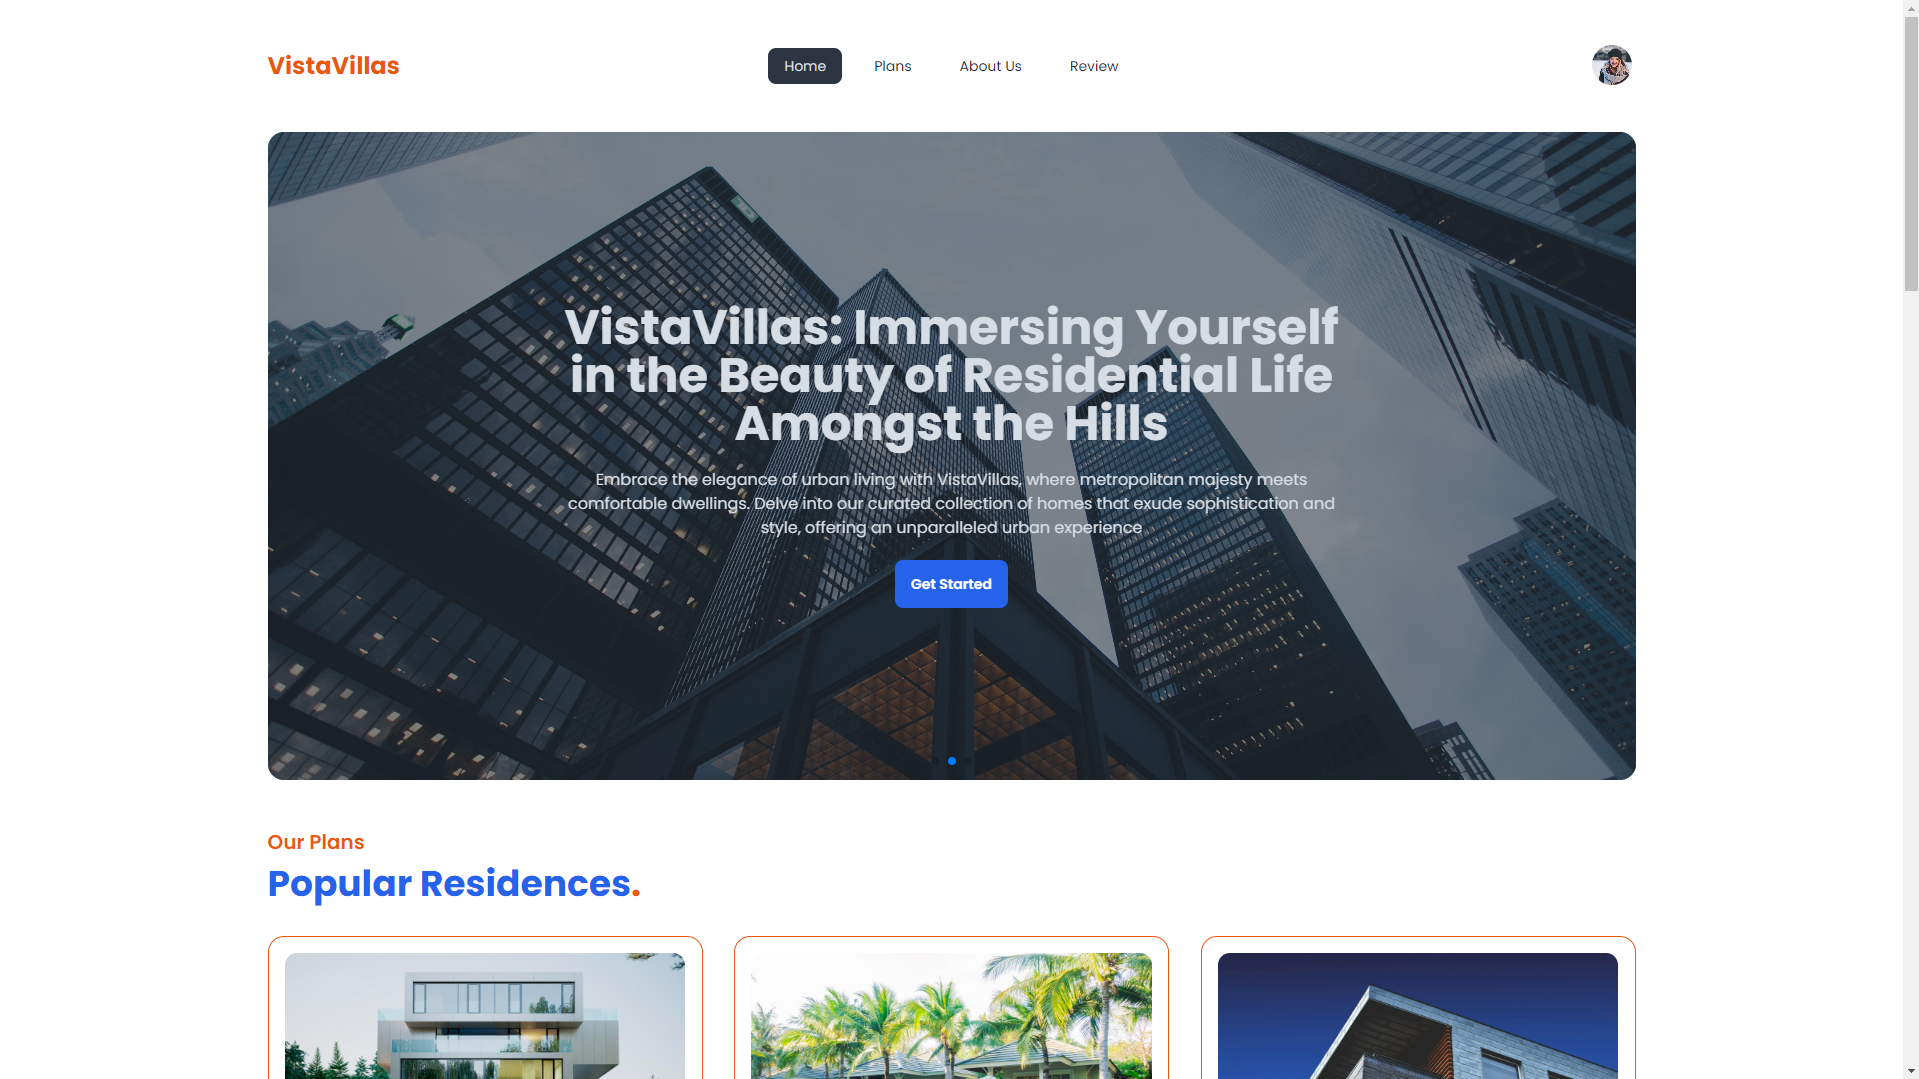 VistaVillas
Home
Plans
About Us
Review
VistaVillas: Immersing Yourself
in the Beauty of Residential Life
Amongst the Hills
Embrace the elegance of urban living with VistaVillas, where metropolitan majesty meets
comfortable dwellings. Delve into our curated collection of homes that exude sophistication and
style, offering an unparalleled urban experience
Get Started
Our Plans
Popular Residences.